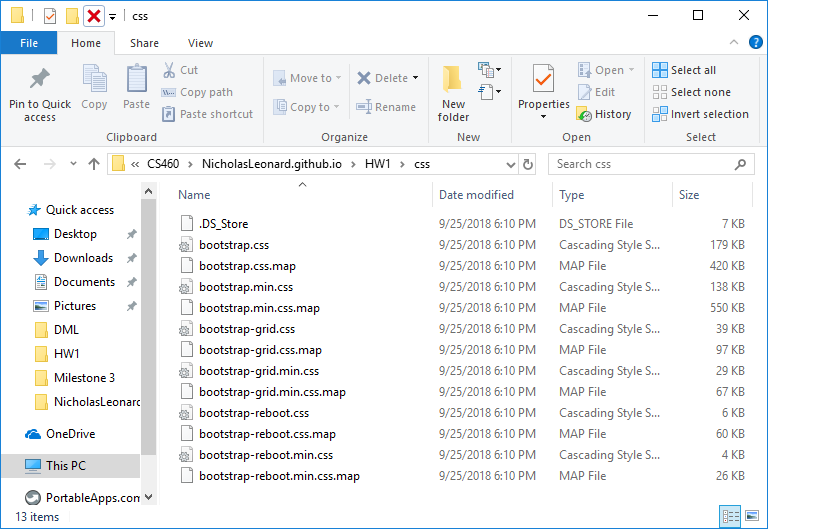 css
File Home Share View
Pin to Quick access
Copy
Paste
Cut
Copy path
Paste shortcut
Clipboard
Move to
Copy to
Delete
Rename
Organize
New folder
New
Properties
Open
Edit
History
Open
Select all
Select none
Invert selection
Select
« CS460 > NicholasLeonard.github.io > HW1 > css
Search css
Quick access
Desktop
Downloads
Documents
Pictures
DML
HW1
Milestone 3
NicholasLeonard
OneDrive
This PC
PortableApps.com
Name Date modified Type Size
.DS_Store 9/25/2018 6:10 PM DS_STORE File 7 KB
bootstrap.css 9/25/2018 6:10 PM Cascading Style S... 179 KB
bootstrap.css.map 9/25/2018 6:10 PM MAP File 420 KB
bootstrap.min.css 9/25/2018 6:10 PM Cascading Style S... 138 KB
bootstrap.min.css.map 9/25/2018 6:10 PM MAP File 550 KB
bootstrap-grid.css 9/25/2018 6:10 PM Cascading Style S... 39 KB
bootstrap-grid.css.map 9/25/2018 6:10 PM MAP File 97 KB
bootstrap-grid.min.css 9/25/2018 6:10 PM Cascading Style S... 29 KB
bootstrap-grid.min.css.map 9/25/2018 6:10 PM MAP File 67 KB
bootstrap-reboot.css 9/25/2018 6:10 PM Cascading Style S... 6 KB
bootstrap-reboot.css.map 9/25/2018 6:10 PM MAP File 60 KB
bootstrap-reboot.min.css 9/25/2018 6:10 PM Cascading Style S... 4 KB
bootstrap-reboot.min.css.map 9/25/2018 6:10 PM MAP File 26 KB
13 items